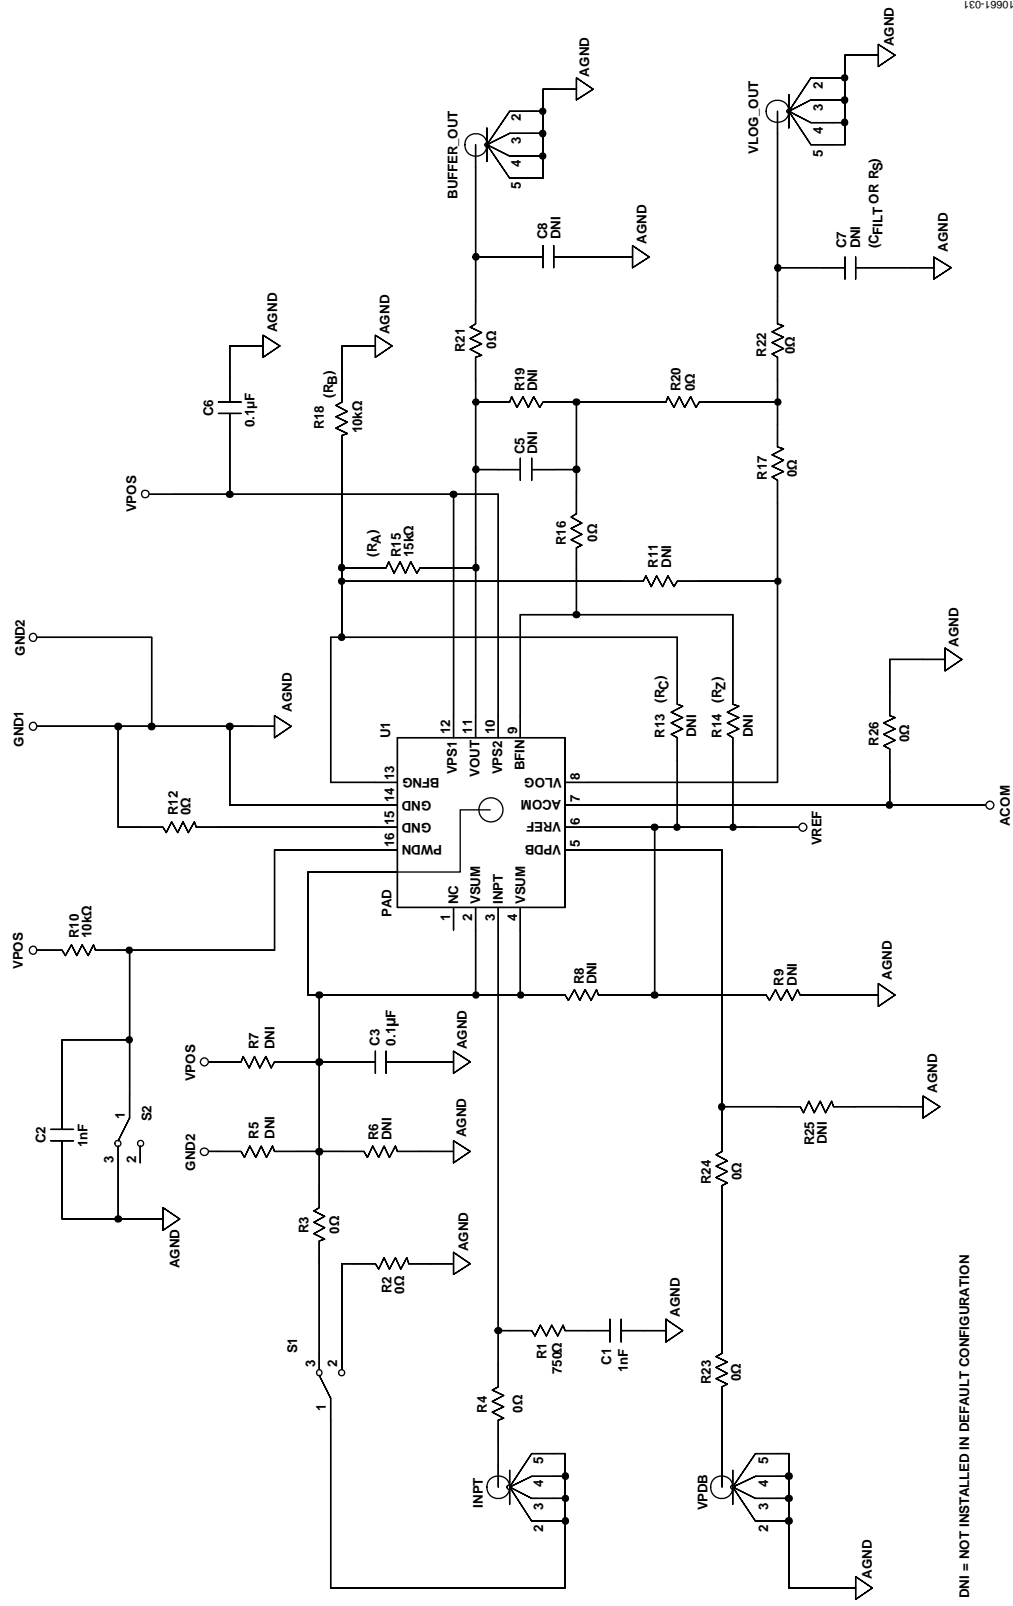 10661-031
AGND
AGND
BUFFER_OUT
2
3
4
5
VLOG_OUT
2
3
4
5
C8
DNI
AGND
C7
DNI
(CFILT OR RS)
AGND
AGND
C6
0.1µF
R18
10kΩ
(RB)
AGND
R21
0Ω
R22
0Ω
R19
DNI
R20
0Ω
C5
DNI
R17
0Ω
VPOS
(RA)
R15
15kΩ
R16
0Ω
R11
DNI
GND2
GND1
AGND
AGND
R13
DNI
(RC)
R14
DNI
(RZ)
R26
0Ω
U1
12
11
10
9
VPS1
VOUT
VPS2
BFIN
13
14
15
16
BFNG
GND
GND
PWDN
8
7
6
5
VLOG
ACOM
VREF
VPDB
PAD
NC
VSUM
INPT
VSUM
1
2
3
4
R12
0Ω
VREF
ACOM
VPOS
R10
10kΩ
R8
DNI
R9
DNI
AGND
VPOS
R7
DNI
C3
0.1µF
AGND
C2
1nF
1
S2
3
2
AGND
GND2
R5
DNI
R6
DNI
AGND
R25
DNI
AGND
R24
0Ω
R3
0Ω
R2
0Ω
AGND
S1
3
2
1
R1
750Ω
C1
1nF
AGND
R4
0Ω
R23
0Ω
INPT
5
4
3
2
VPDB
5
4
3
2
AGND
DNI = NOT INSTALLED IN DEFAULT CONFIGURATION